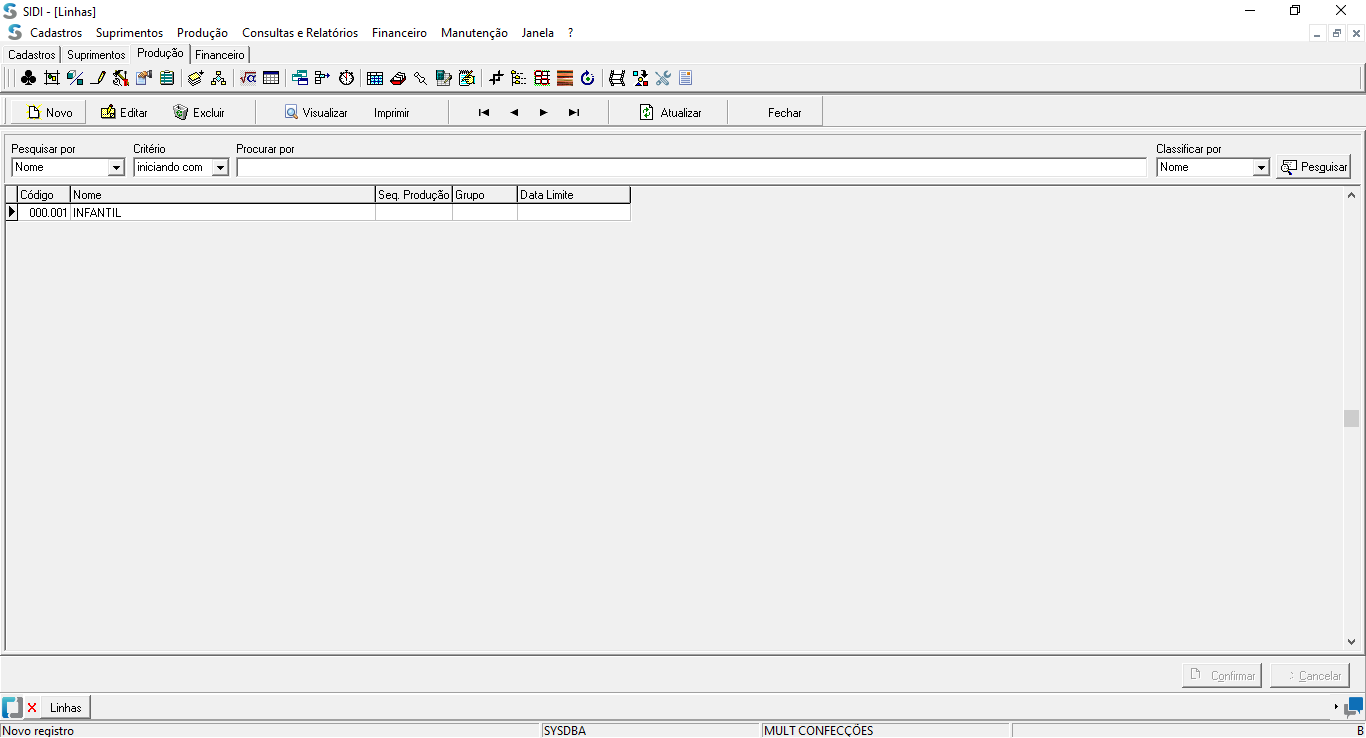 SIDI - [Linhas]
Cadastros Suprimentos Produção Consultas e Relatórios Financeiro Manutenção Janela ?
Cadastros Suprimentos Produção Financeiro
Novo Editar Excluir Visualizar Imprimir Atualizar Fechar
Pesquisar por Critério Procurar por Classificar por
Nome iniciando com Nome Pesquisar
Código Nome Seq. Produção Grupo Data Limite
000.001 INFANTIL
Confirmar Cancelar
Linhas
Novo registro SYSDBA MULT CONFECÇÕES B